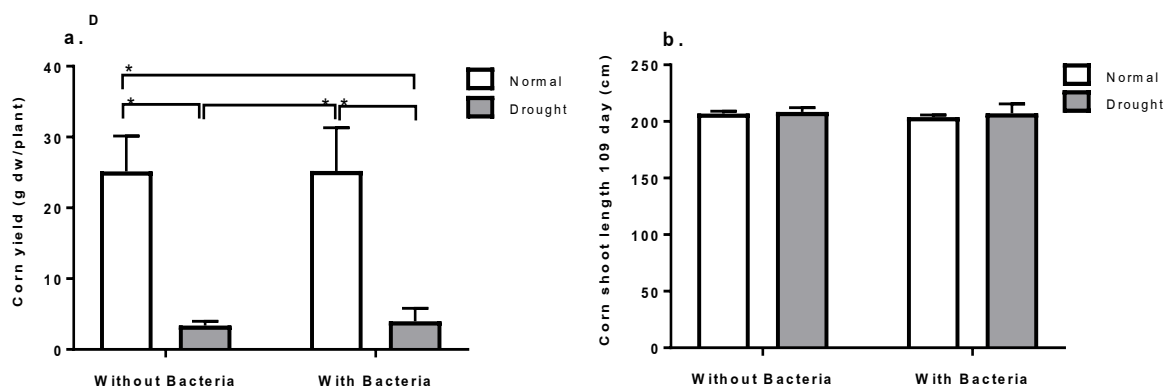 D
a.
Corn yield (g dw/plant)
40
30
20
10
0
*
*
* *
Normal
Drought
Without Bacteria
With Bacteria
b.
Corn shoot length 109 day (cm)
250
200
150
100
50
0
Normal
Drought
Without Bacteria
With Bacteria